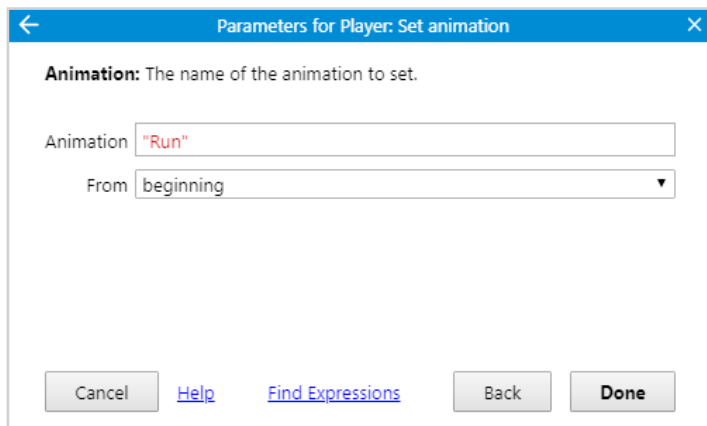 Parameters for Player: Set animation
Animation: The name of the animation to set.
Animation "Run"
From beginning
Cancel Help Find Expressions Back Done